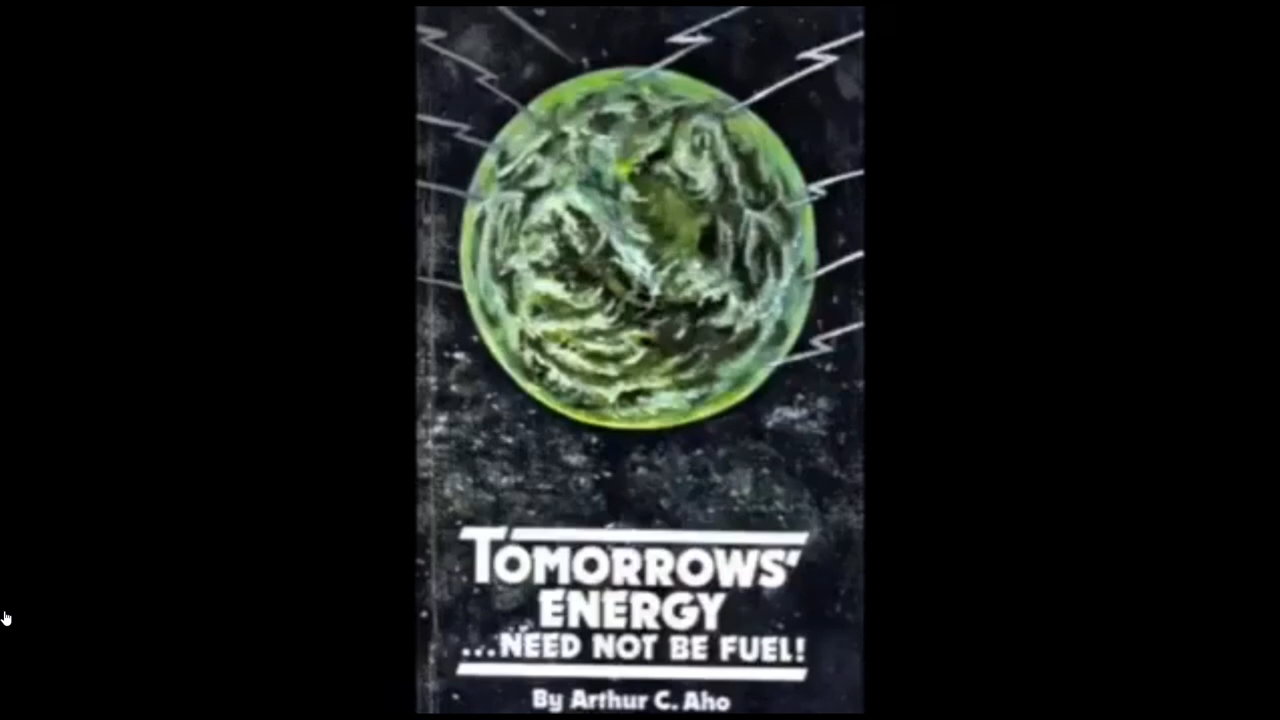 TOMORROWS'
ENERGY
...NEED NOT BE FUEL!
By Arthur C. Aho